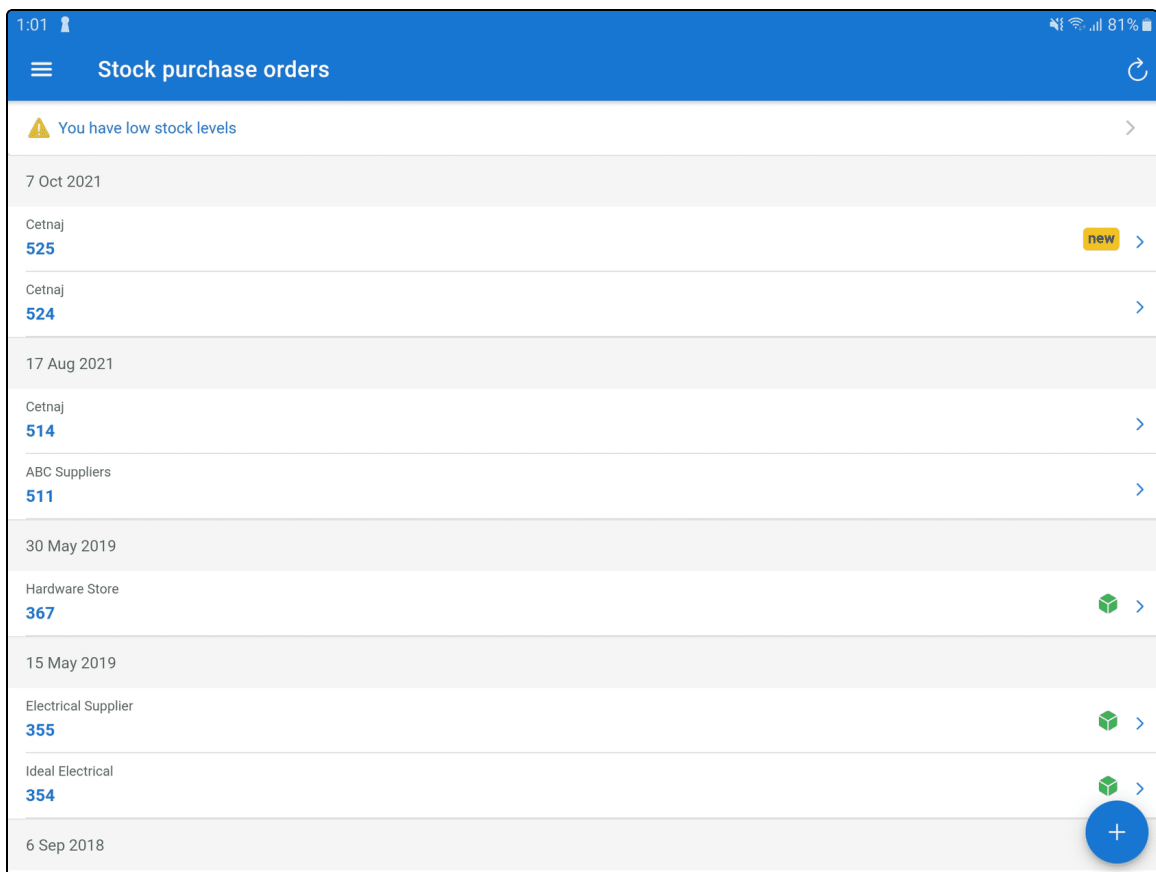 1:01 81%
Stock purchase orders
You have low stock levels
7 Oct 2021
Cetnaj
525 new
Cetnaj
524
17 Aug 2021
Cetnaj
514
ABC Suppliers
511
30 May 2019
Hardware Store
367
15 May 2019
Electrical Supplier
355
Ideal Electrical
354
6 Sep 2018